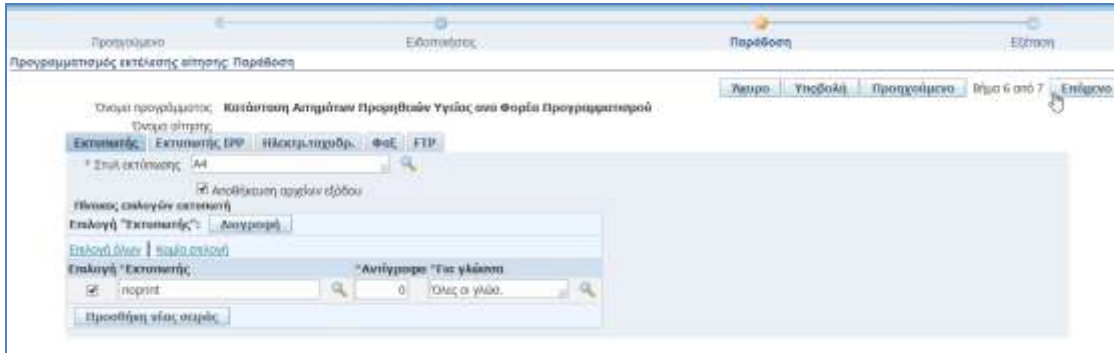 Προηγούμενο Ειδοποιήσεις Παράδοση Εξέταση
Προγραμματισμός εκτέλεσης αίτησης: Παράδοση
Άκυρο Υποβολή Προηγούμενο Βήμα 6 από 7 Επόμενο
Όνομα προγράμματος Κατάσταση Αιτημάτων Προμηθειών Υγείας ανα Φορέα Προγραμματισμού
Όνομα αίτησης
Εκτυπωτής Εκτυπωτής IPP Ηλεκτρ.ταχυδρ. Φαξ FTP
* Στυλ εκτύπωσης A4
Αποθήκευση αρχείων εξόδου
Πίνακας επιλογών εκτυπωτή
Επιλογή "Εκτυπωτής": Διαγραφή
Επιλογή όλων | Καμία επιλογή
Επιλογή *Εκτυπωτής *Αντίγραφα *Για γλώσσα
noprint 0 Όλες οι γλώσ.
Προσθήκη νέας σειράς